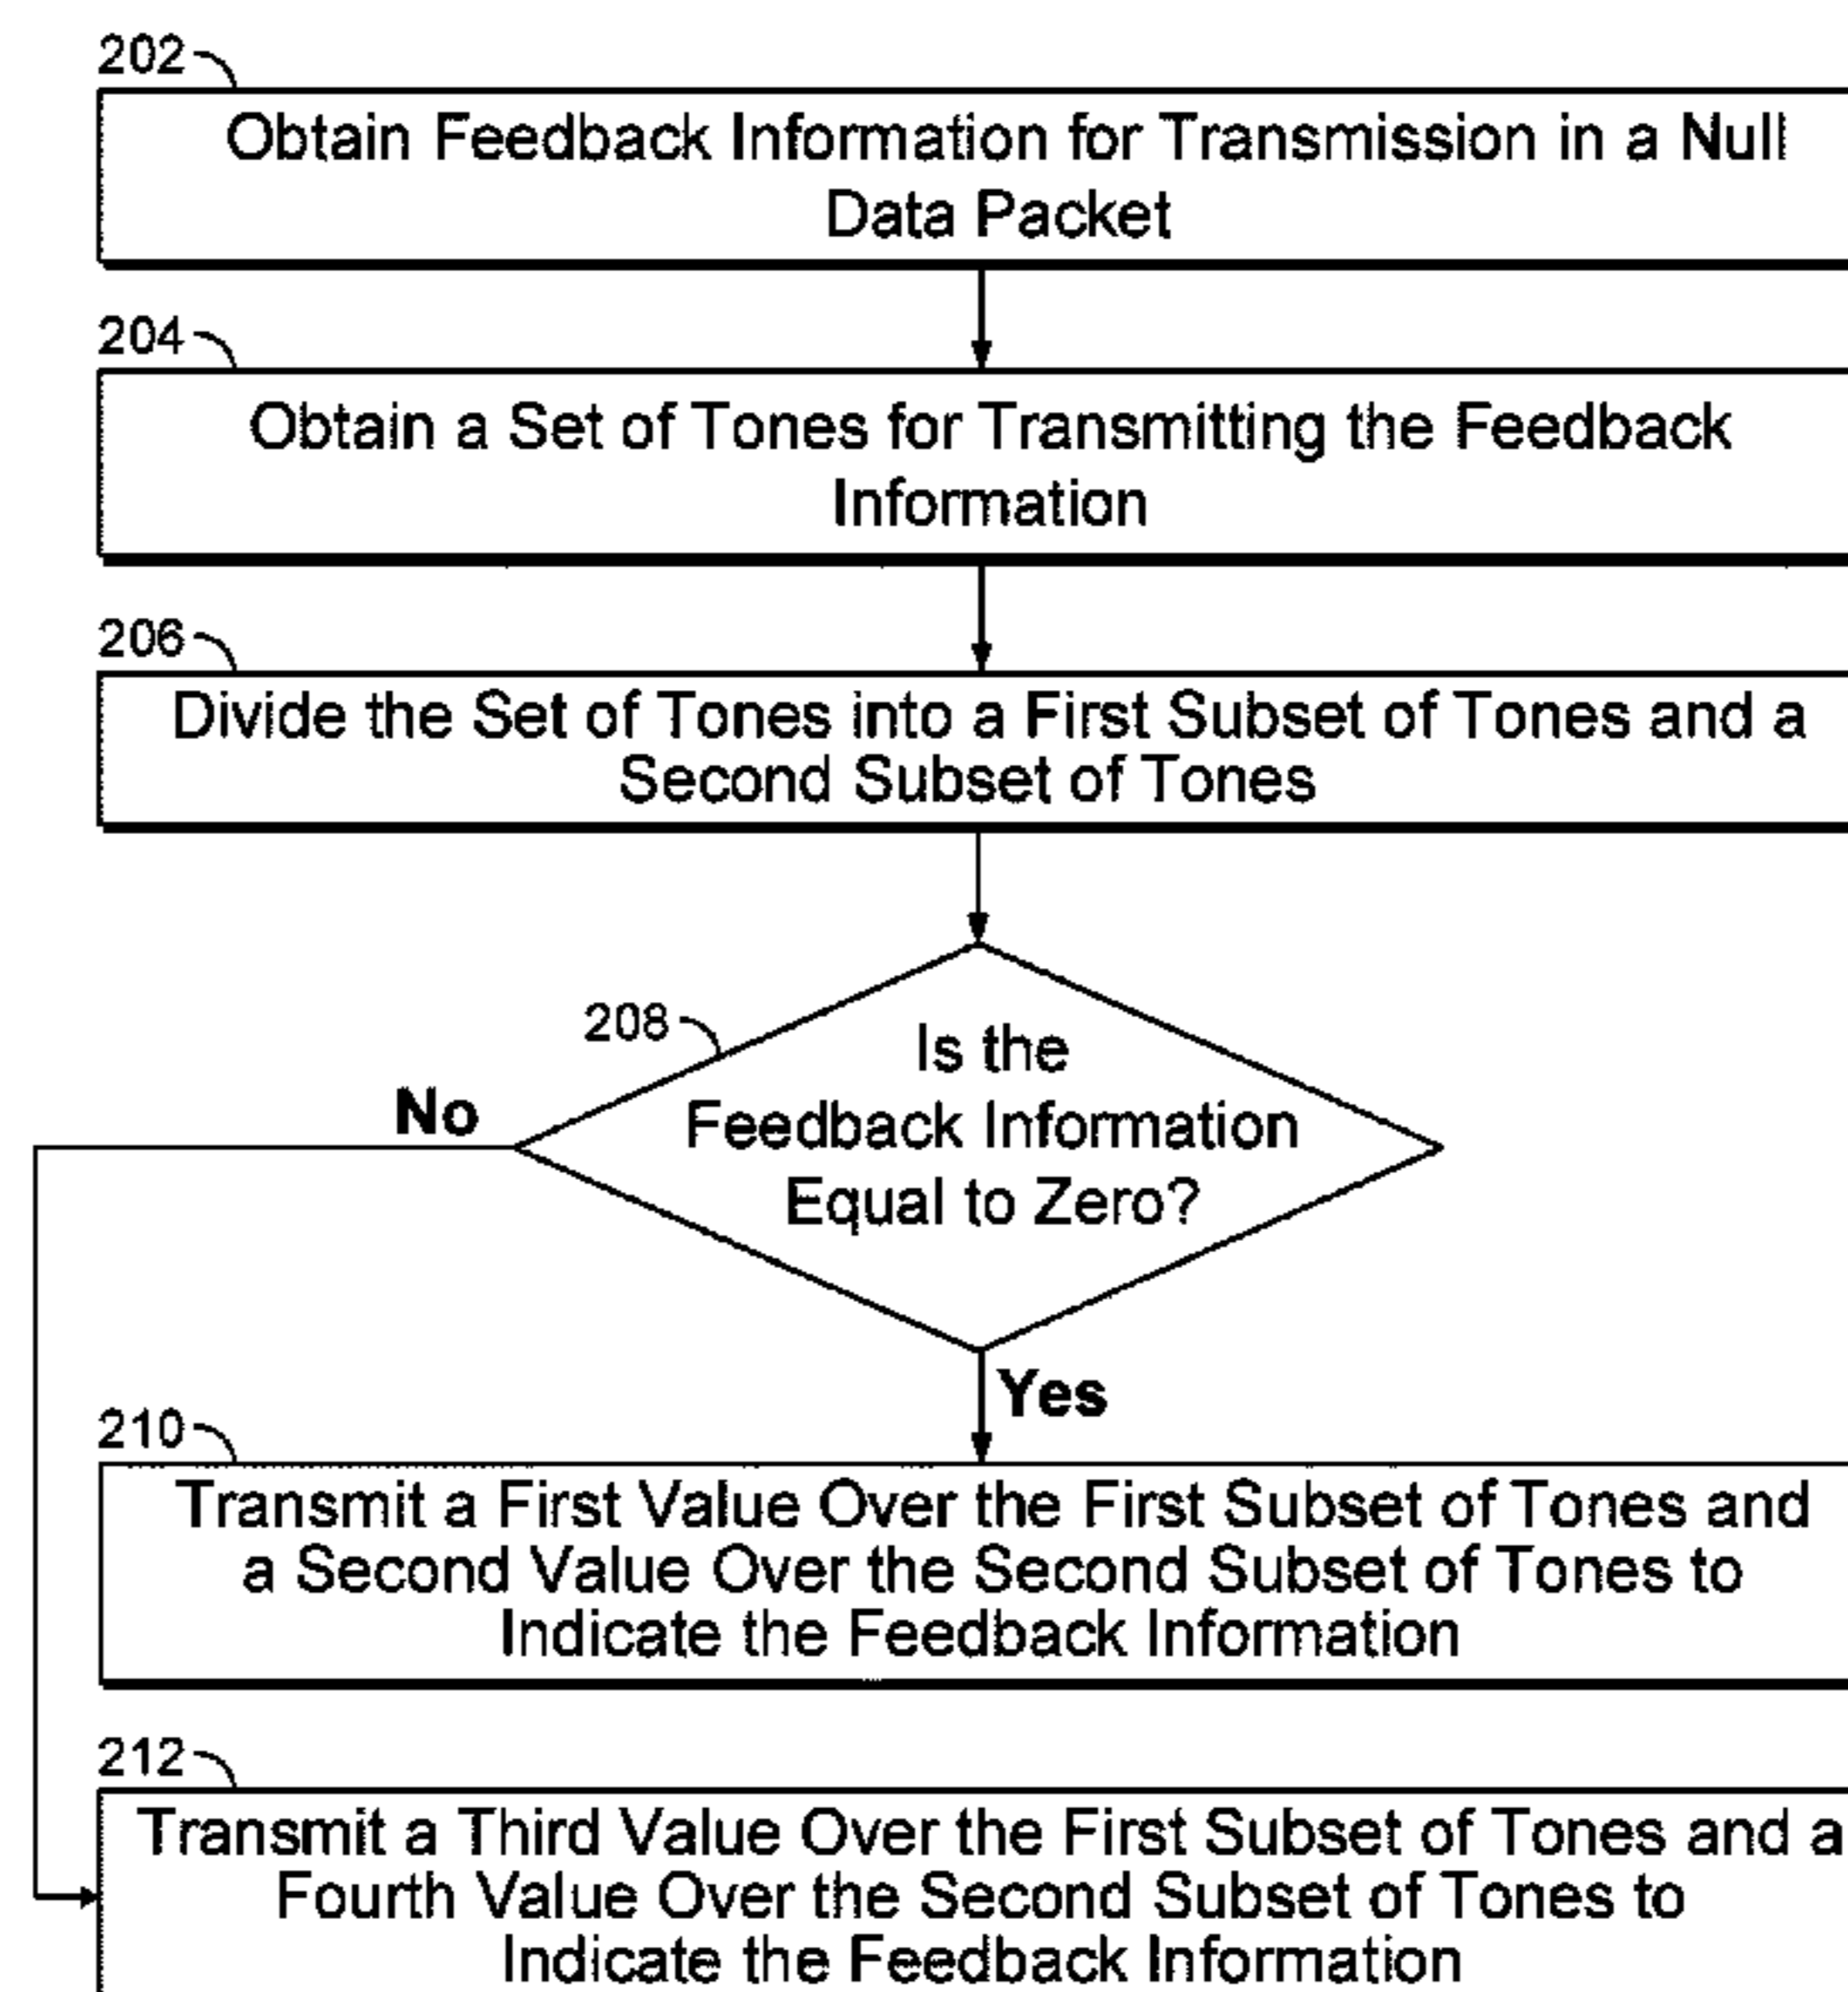 202
Obtain Feedback Information for Transmission in a Null
Data Packet
204
Obtain a Set of Tones for Transmitting the Feedback
Information
206
Divide the Set of Tones into a First Subset of Tones and a
Second Subset of Tones
208
Is the
Feedback Information
Equal to Zero?
No
Yes
210
Transmit a First Value Over the First Subset of Tones and
a Second Value Over the Second Subset of Tones to
Indicate the Feedback Information
212
Transmit a Third Value Over the First Subset of Tones and a
Fourth Value Over the Second Subset of Tones to
Indicate the Feedback Information